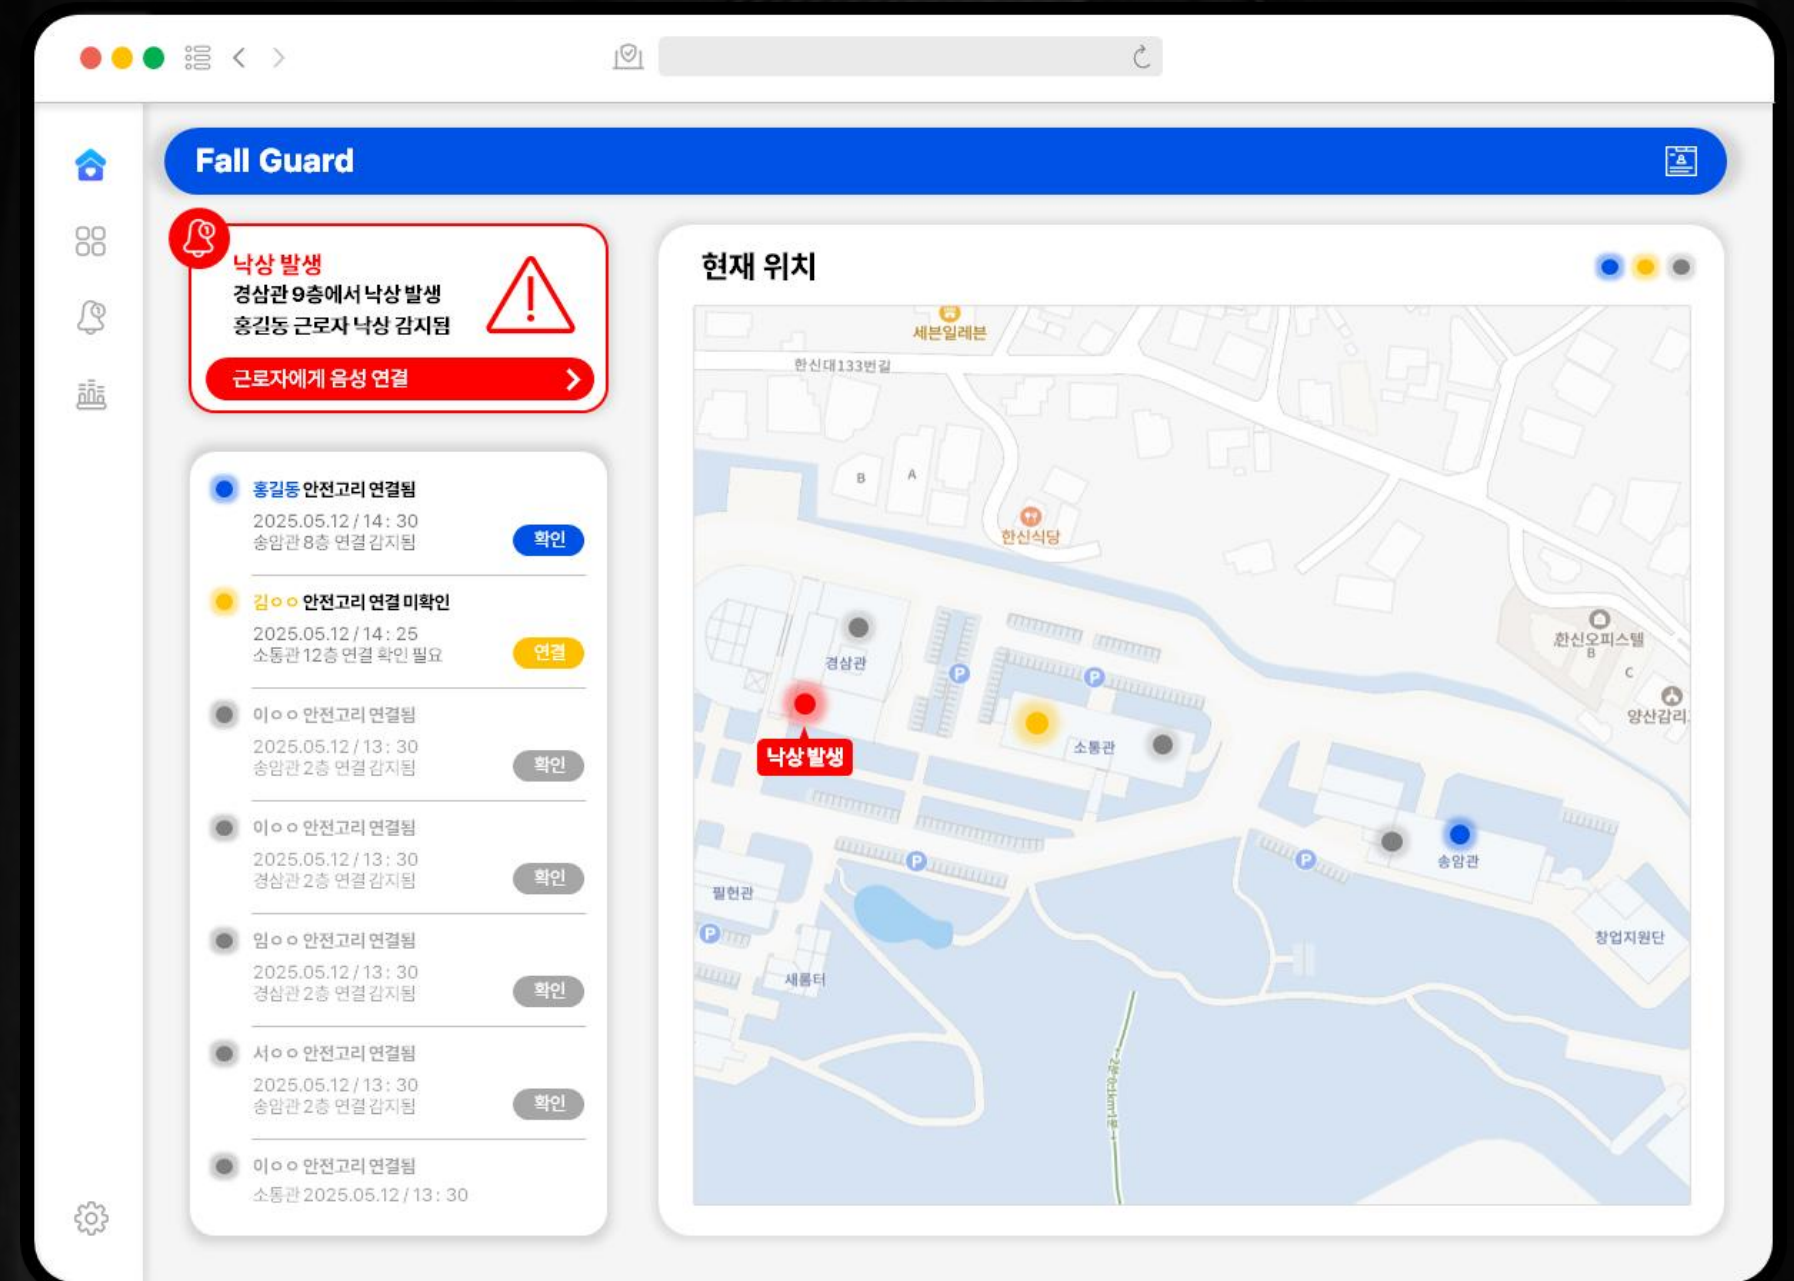 Fall Guard
낙상 발생
경삼관 9층에서 낙상 발생
홍길동 근로자 낙상 감지됨
근로자에게 음성 연결
홍길동 안전고리 연결됨
2025.05.12 / 14 : 30
송암관 8층 연결 감지됨
확인
김ㅇㅇ 안전고리 연결 미확인
2025.05.12 / 14 : 25
소통관 12층 연결 확인 필요
연결
이ㅇㅇ 안전고리 연결됨
2025.05.12 / 13 : 30
송암관 2층 연결 감지됨
확인
이ㅇㅇ 안전고리 연결됨
2025.05.12 / 13 : 30
경삼관 2층 연결 감지됨
확인
임ㅇㅇ 안전고리 연결됨
2025.05.12 / 13 : 30
경삼관 2층 연결 감지됨
확인
서ㅇㅇ 안전고리 연결됨
2025.05.12 / 13 : 30
송암관 2층 연결 감지됨
확인
이ㅇㅇ 안전고리 연결됨
소통관 2025.05.12 / 13 : 30
현재 위치
세븐일레븐
한신대133번길
B
A
한신식당
한신오피스텔
B
C
양산감리
경삼관
P
P
소통관
낙상 발생
P
P
송암관
필헌관
P
창업지원단
새롬터